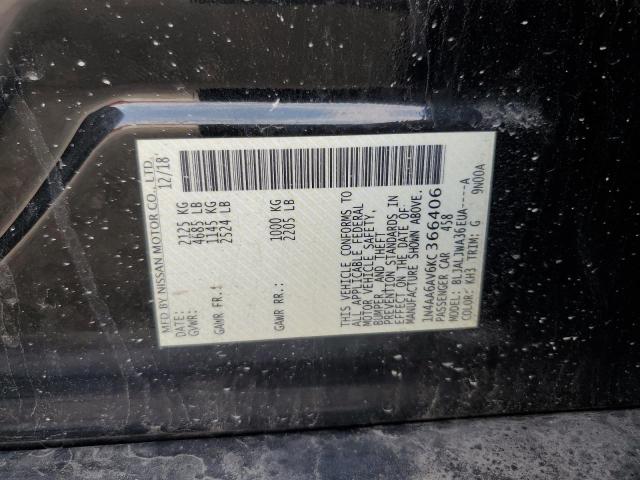 MFD BY NISSAN MOTOR CO., LTD.
DATE: 12/18
GVWR: 2125 KG
4685 LB
GAWR FR.: 1145 KG
2524 LB
GAWR RR.: 1000 KG
2205 LB
THIS VEHICLE CONFORMS TO
ALL APPLICABLE FEDERAL
MOTOR VEHICLE SAFETY,
BUMPER, AND THEFT
PREVENTION STANDARDS IN
EFFECT ON THE DATE OF
MANUFACTURE SHOWN ABOVE.
1N4AA6AV6KC366406
PASSENGER CAR 458
MODEL: BLJALJWA36EUA----A
COLOR: KH3 TRIM: G 9N00A